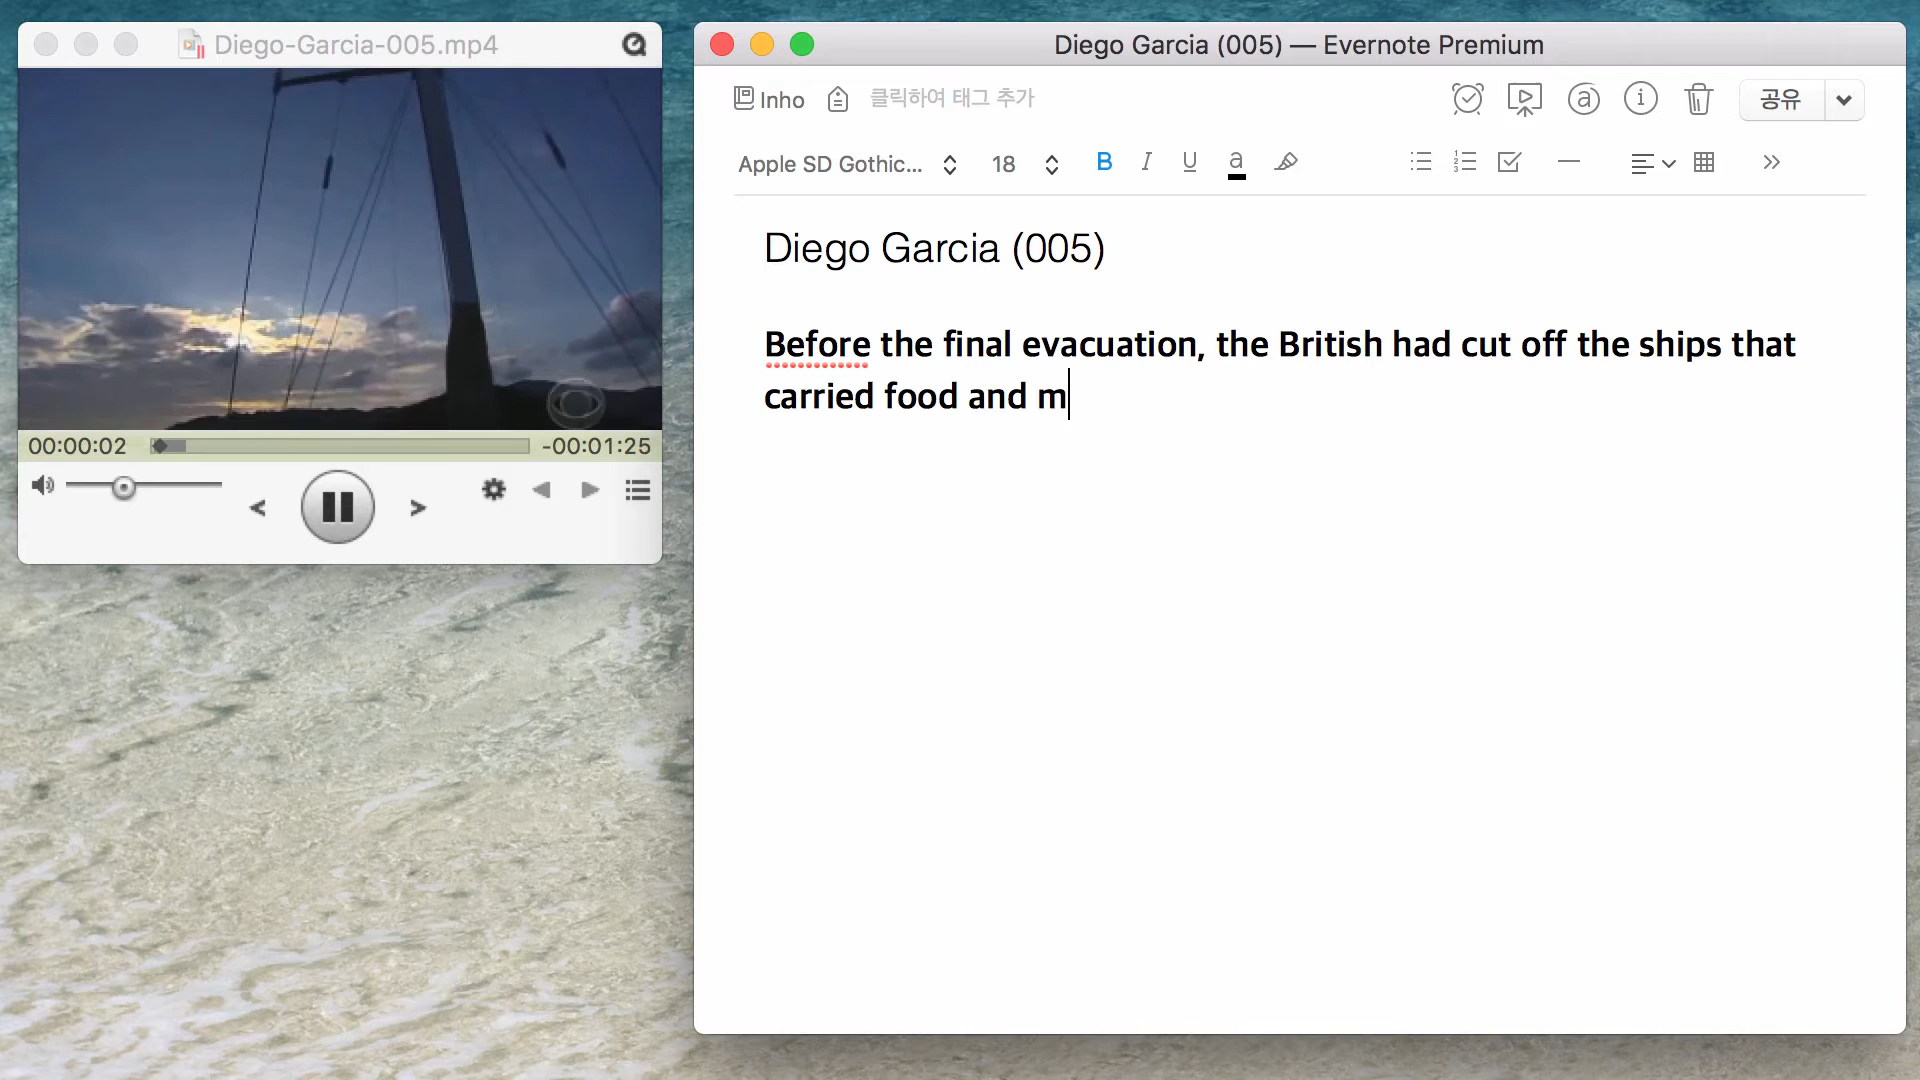 Diego-Garcia-005.mp4
00:00:02
-00:01:25
Diego Garcia (005) — Evernote Premium
Inho
클릭하여 태그 추가
공유
Apple SD Gothic...
18
B
I
U
a
Diego Garcia (005)
Before the final evacuation, the British had cut off the ships that
carried food and m